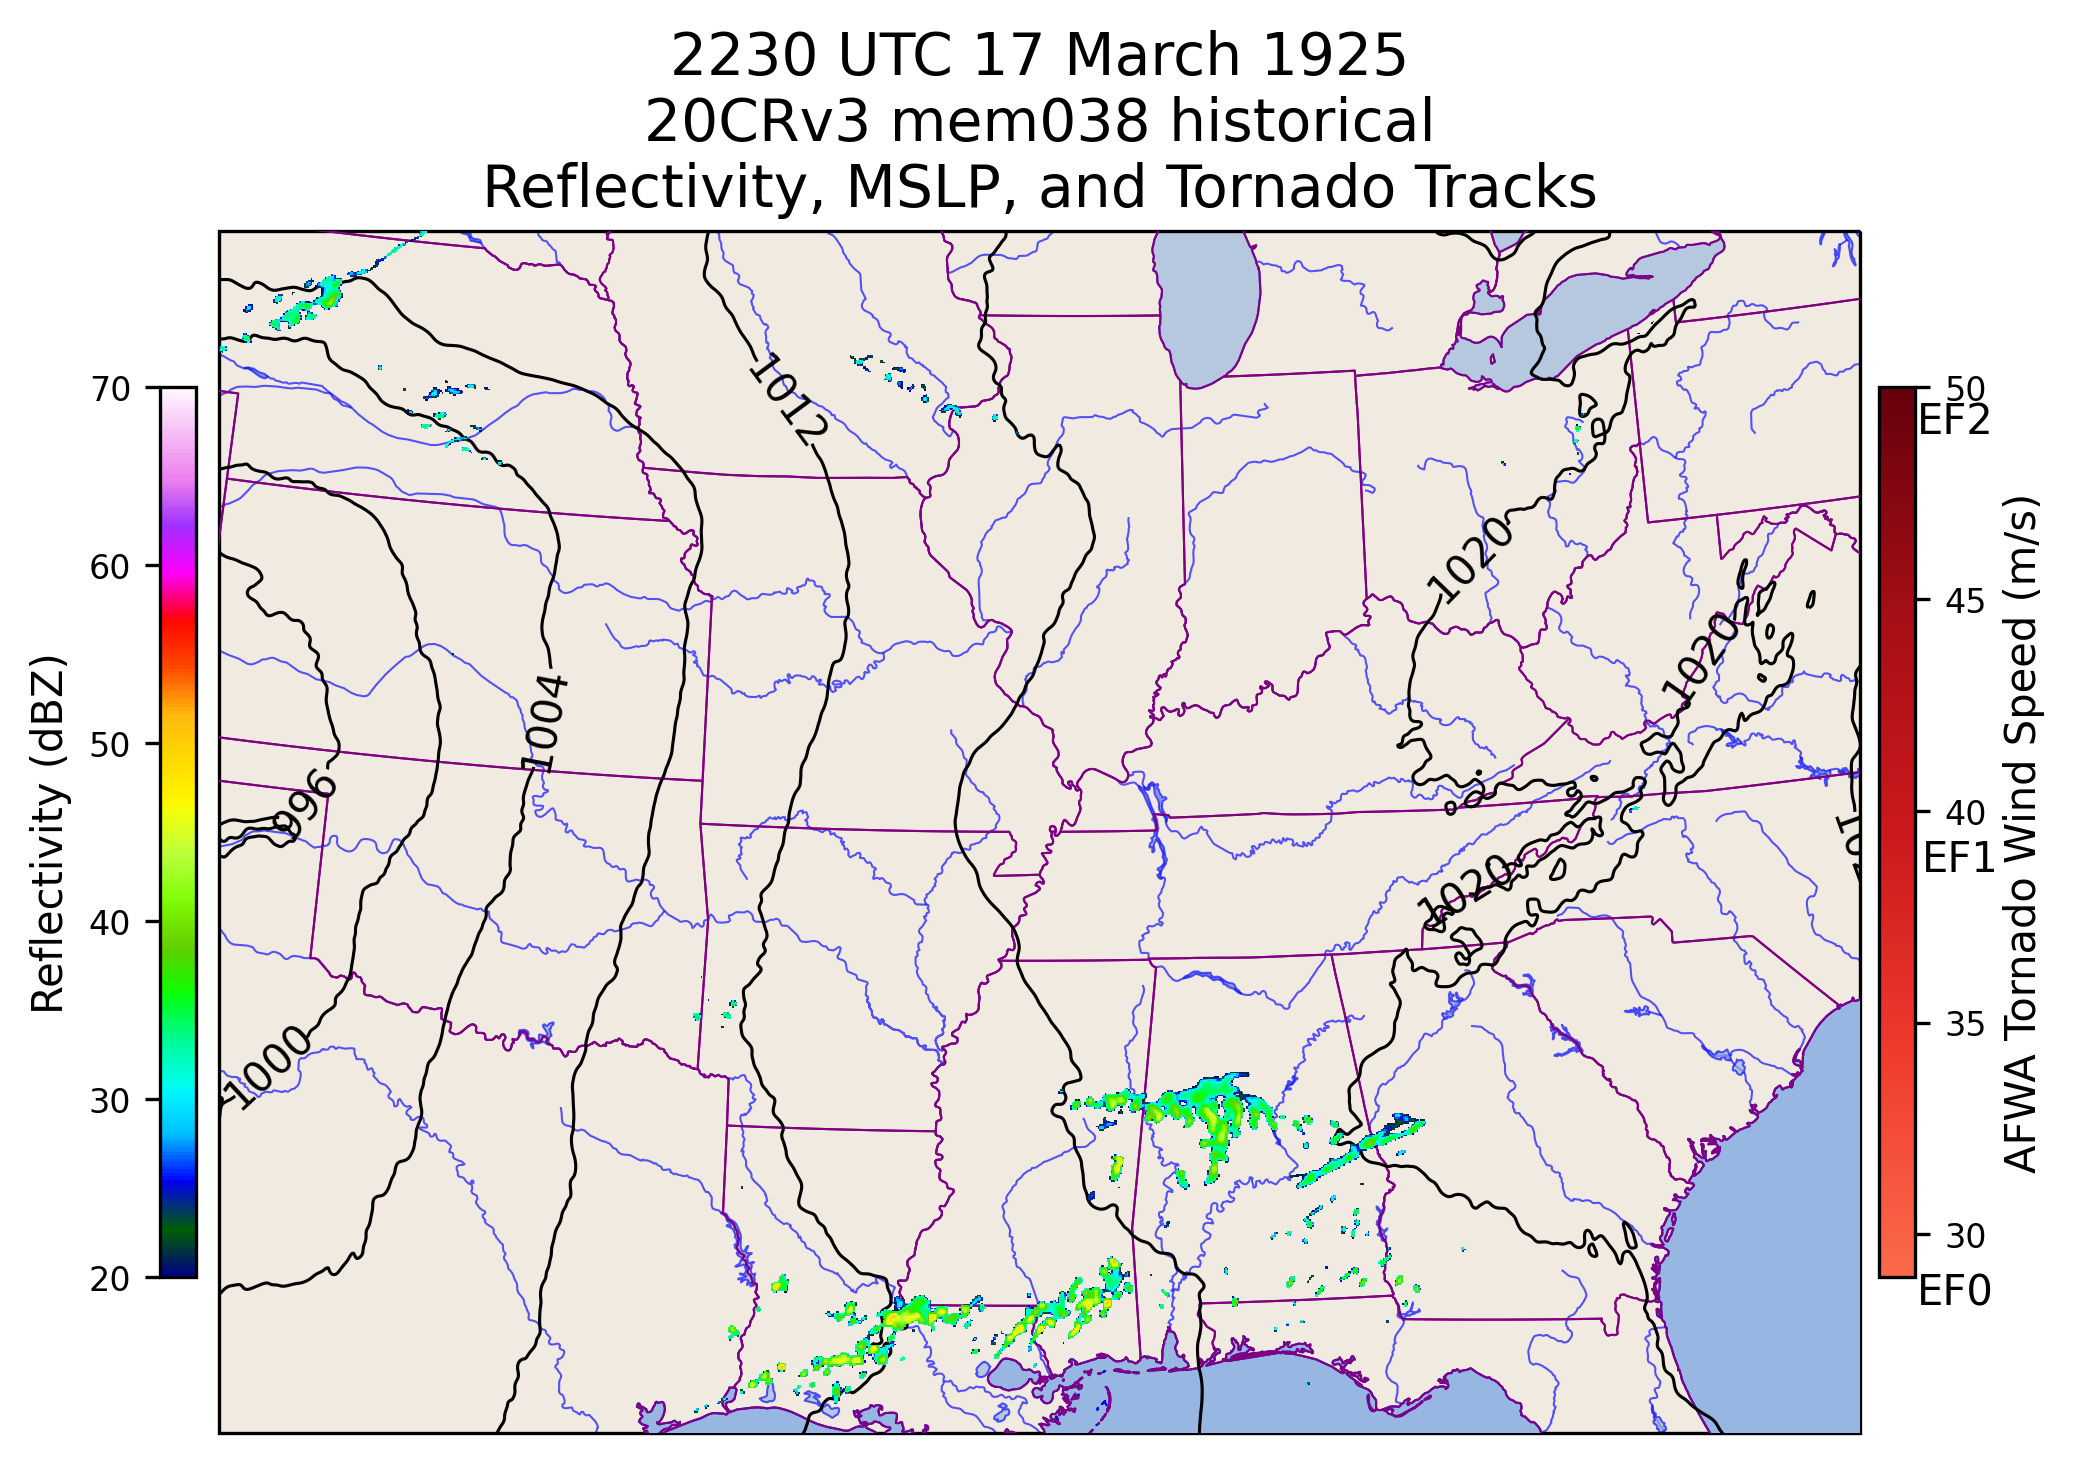 2230 UTC 17 March 1925
20CRv3 mem038 historical
Reflectivity, MSLP, and Tornado Tracks
70
60
50
40
30
20
Reflectivity (dBZ)
1012
1020
1020
1004
996
1020
1000
50
EF2
45
40
EF1
35
30
EF0
AFWA Tornado Wind Speed (m/s)